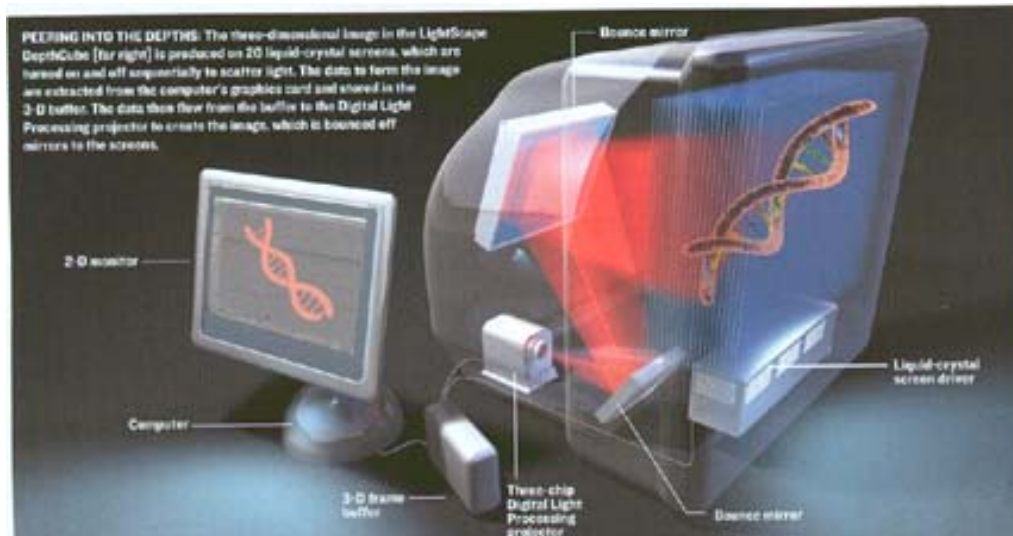 PEERING INTO THE DEPTHS: The three-dimensional image in the LightSpace
DepthCube [far right] is produced on 20 liquid-crystal screens, which are
turned on and off sequentially to scatter light. The data to form the image
are extracted from the computer's graphics card and stored in the
3-D buffer. The data then flow from the buffer to the Digital Light
Processing projector to create the image, which is bounced off
mirrors to the screens.
Bounce mirror
2-D monitor
Liquid-crystal
screen driver
Computer
3-D frame
buffer
Three-chip
Digital Light
Processing
projector
Bounce mirror